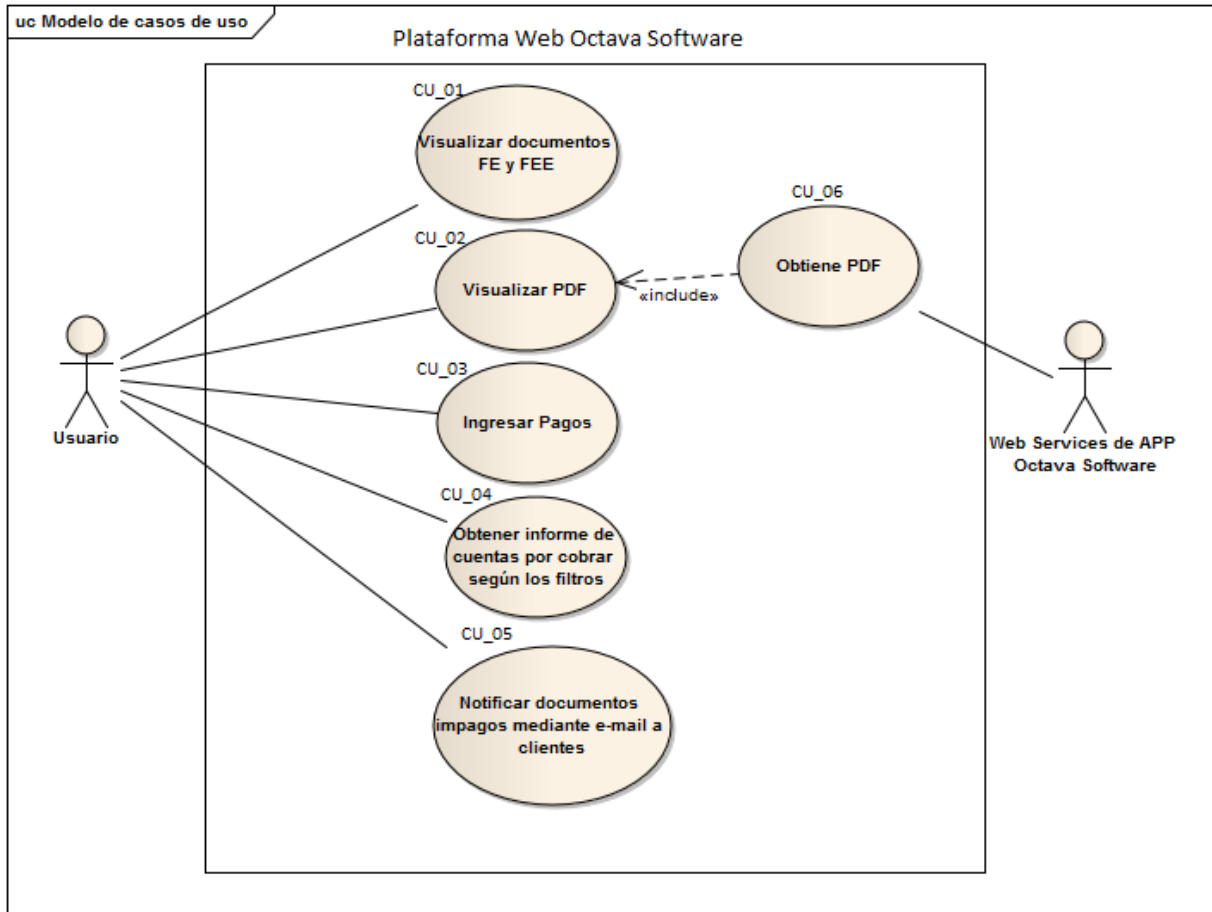 uc Modelo de casos de uso
Plataforma Web Octava Software
CU_01
Visualizar documentos
FE y FEE
CU_02
Visualizar PDF
CU_06
Obtiene PDF
«include»
CU_03
Ingresar Pagos
Usuario
Web Services de APP
Octava Software
CU_04
Obtener informe de
cuentas por cobrar
según los filtros
CU_05
Notificar documentos
impagos mediante e-mail a
clientes